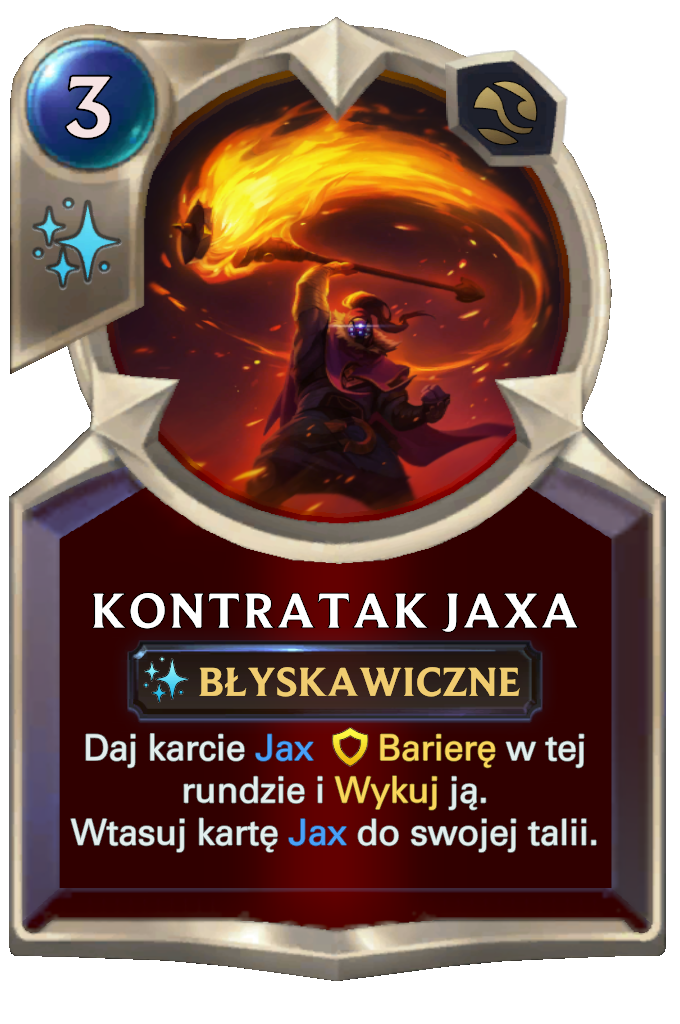 3
KONTRATAK JAXA
BŁYSKAWICZNE
Daj karcie Jax Barierę w tej
rundzie i Wykuj ją.
Wtasuj kartę Jax do swojej talii.